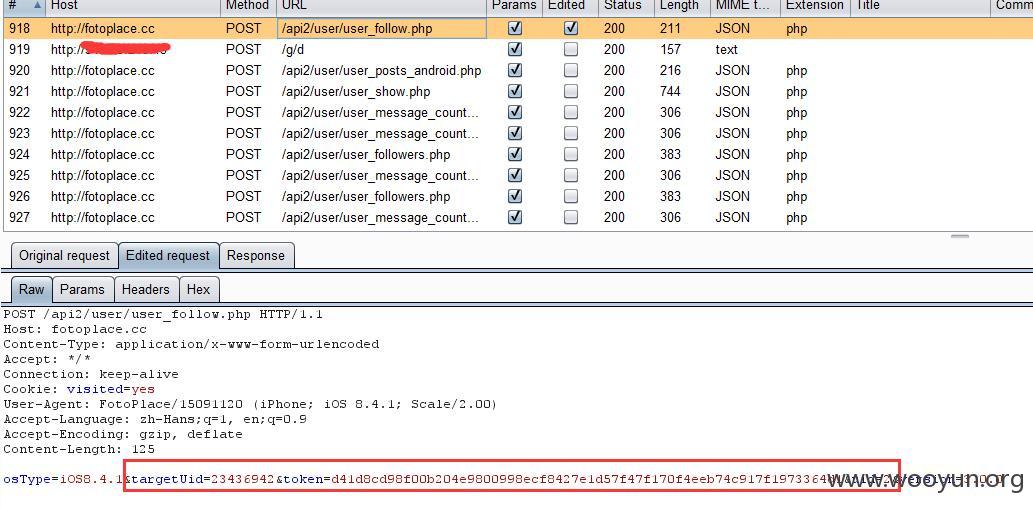 # Host Method URL Params Edited Status Length MIME t... Extension Title Comm
918 http://fotoplace.cc POST /api2/user/user_follow.php 200 211 JSON php
919 http:/ POST /g/d 200 157 text
920 http://fotoplace.cc POST /api2/user/user_posts_android.php 200 216 JSON php
921 http://fotoplace.cc POST /api2/user/user_show.php 200 744 JSON php
922 http://fotoplace.cc POST /api2/user/user_message_count... 200 306 JSON php
923 http://fotoplace.cc POST /api2/user/user_message_count... 200 306 JSON php
924 http://fotoplace.cc POST /api2/user/user_followers.php 200 383 JSON php
925 http://fotoplace.cc POST /api2/user/user_message_count... 200 306 JSON php
926 http://fotoplace.cc POST /api2/user/user_followers.php 200 383 JSON php
927 http://fotoplace.cc POST /api2/user/user_message_count... 200 306 JSON php
Original request Edited request Response
Raw Params Headers Hex
POST /api2/user/user_follow.php HTTP/1.1
Host: fotoplace.cc
Content-Type: application/x-www-form-urlencoded
Accept: */*
Connection: keep-alive
Cookie: visited=yes
User-Agent: FotoPlace/15091120 (iPhone; iOS 8.4.1; Scale/2.00)
Accept-Language: zh-Hans;q=1, en;q=0.9
Accept-Encoding: gzip, deflate
Content-Length: 125
osType=iOS8.4.1&targetUid=23436942&token=d41d8cd98f00b204e9800998ecf8427e1d57f47f170f4eeb74c917f1973364
www.wooyun.org